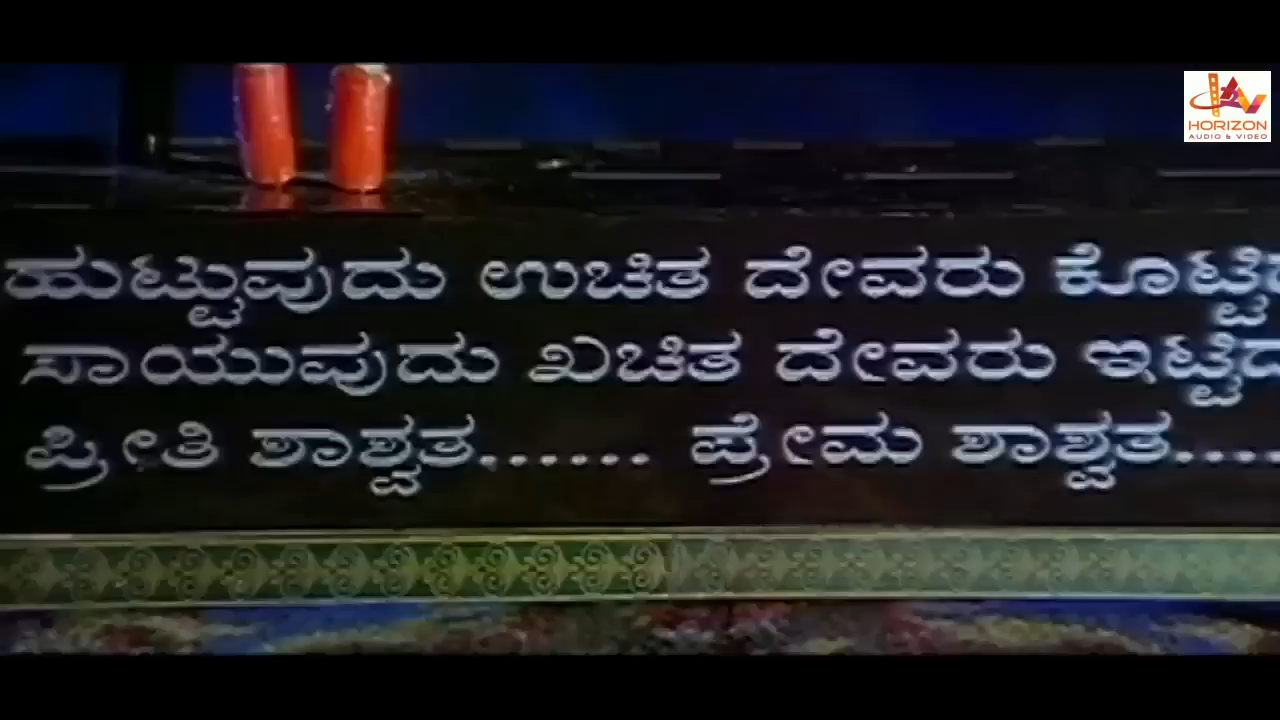 HORIZON
AUDIO & VIDEO
ಹುಟ್ಟುವುದು ಉಚಿತ ದೇವರು
ಸಾಯುವುದು ಖಚಿತ ದೇವರು
ಪ್ರೀತಿ ಶಾಶ್ವತ...... ಪ್ರೇಮ ಶಾಶ್ವತ....